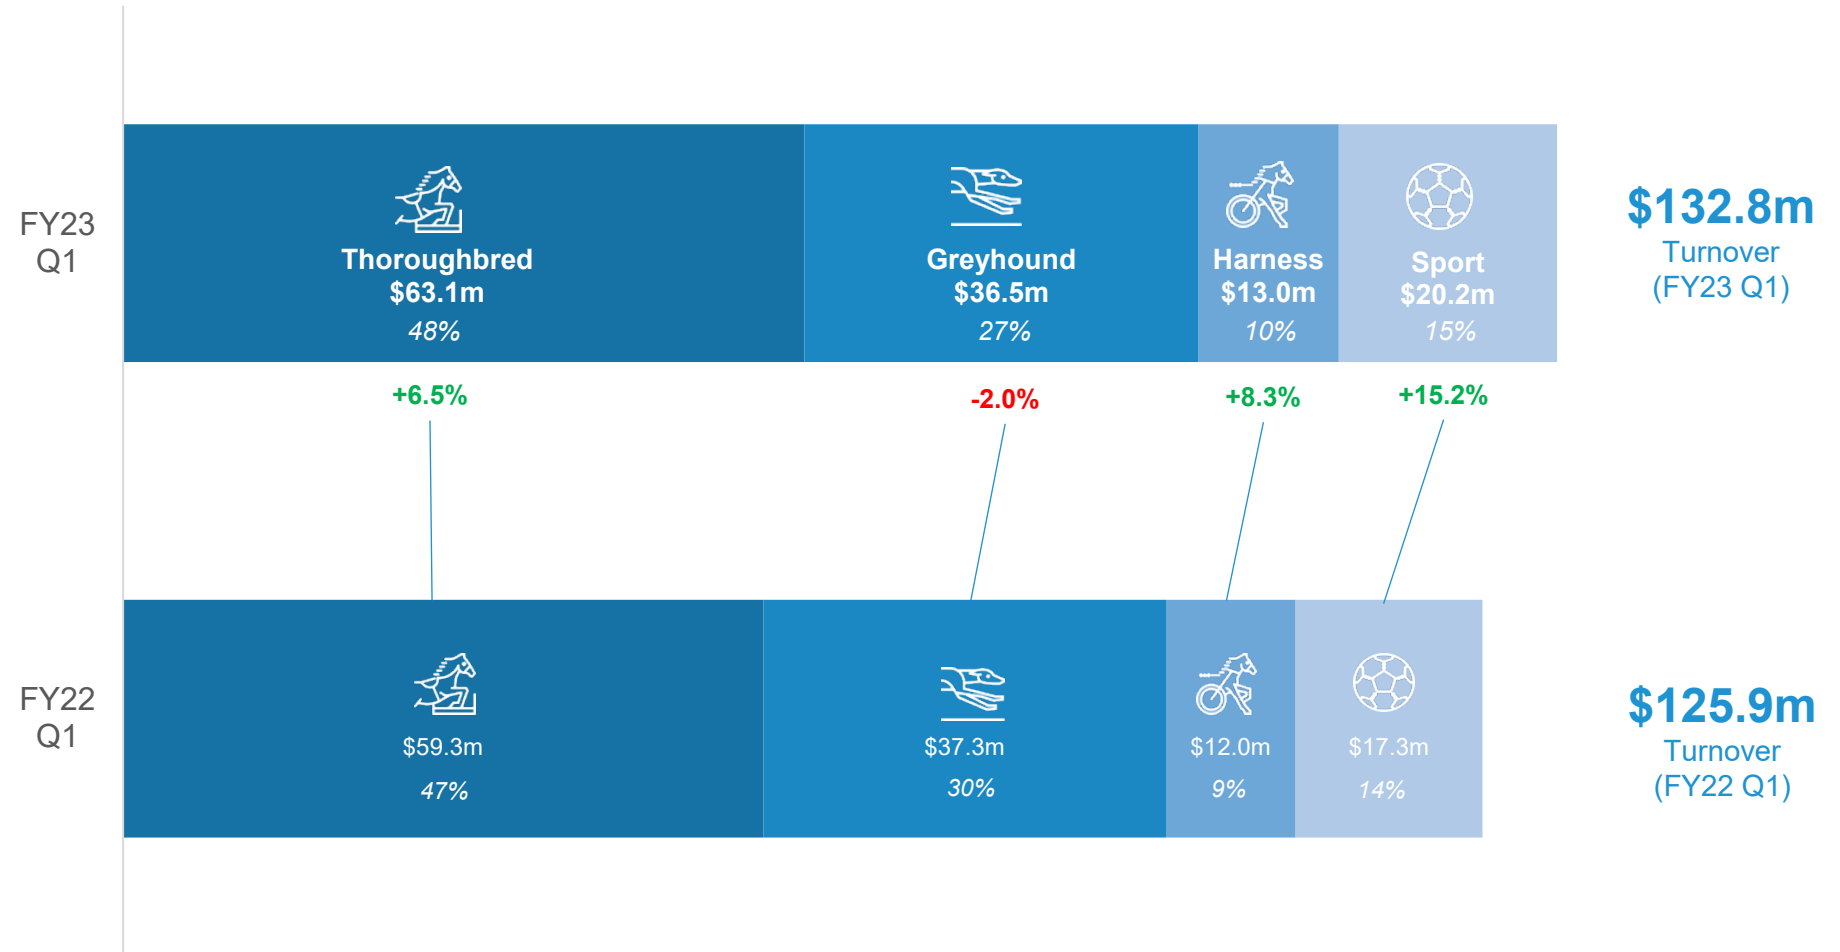 FY23
Q1
Thoroughbred
$63.1m
48%
Greyhound
$36.5m
27%
Harness
$13.0m
10%
Sport
$20.2m
15%
$132.8m
Turnover
(FY23 Q1)
+6.5%
-2.0%
+8.3%
+15.2%
FY22
Q1
$59.3m
47%
$37.3m
30%
$12.0m
9%
$17.3m
14%
$125.9m
Turnover
(FY22 Q1)